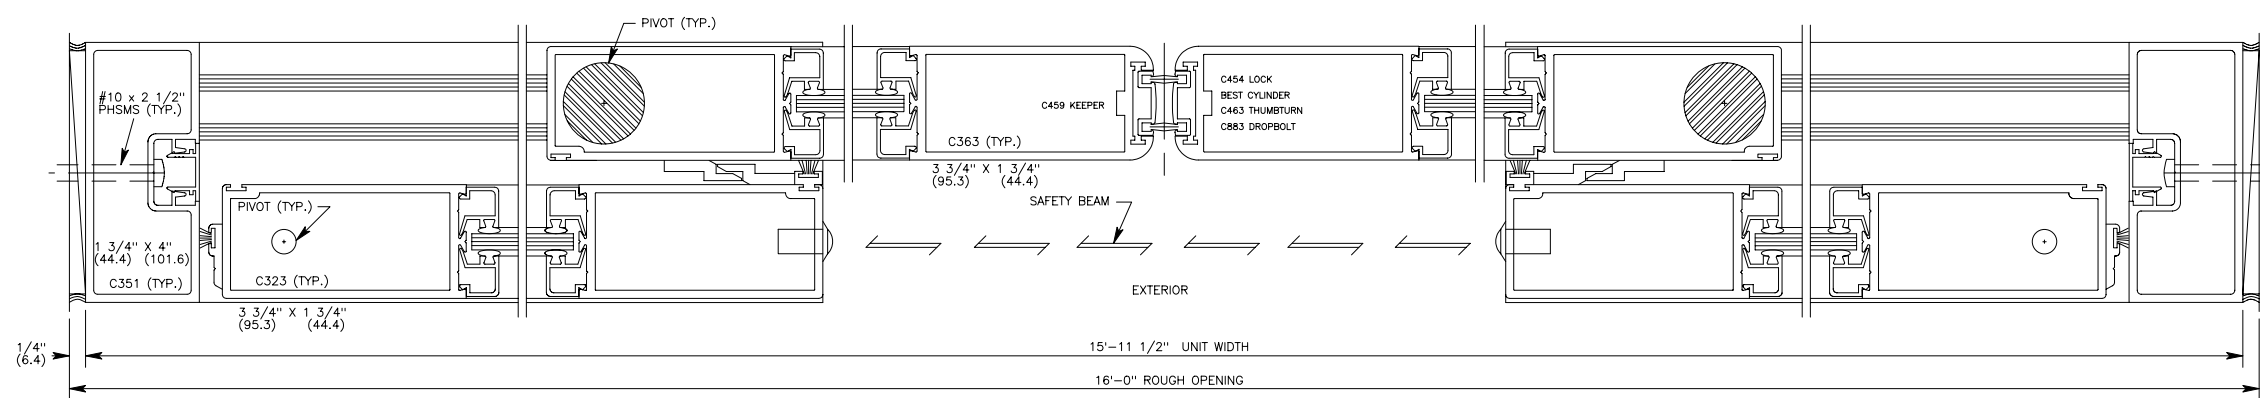 PIVOT (TYP.)
#10 x 2 1/2"
PHSMS (TYP.)
C459 KEEPER
C454 LOCK
BEST CYLINDER
C463 THUMBTURN
C883 DROPBOLT
C363 (TYP.)
3 3/4" X 1 3/4"
(95.3) (44.4)
PIVOT (TYP.)
SAFETY BEAM
1 3/4" X 4"
(44.4) (101.6)
C351 (TYP.)
C323 (TYP.)
EXTERIOR
3 3/4" X 1 3/4"
(95.3) (44.4)
1/4"
(6.4)
15'-11 1/2" UNIT WIDTH
16'-0" ROUGH OPENING